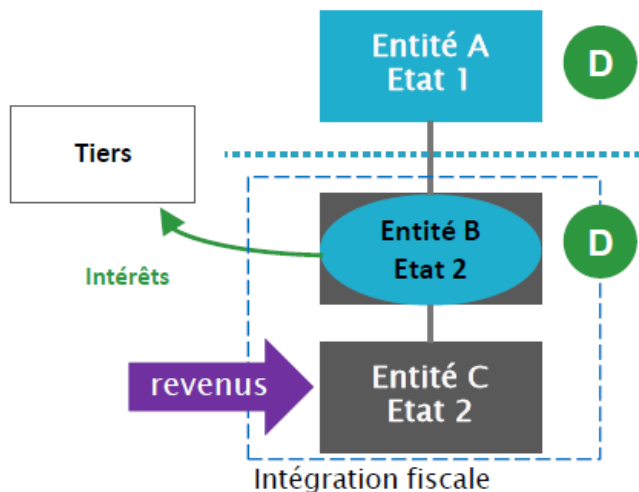 Entité A
Etat 1
D
Tiers
Entité B
Etat 2
D
Intérêts
revenus
Entité C
Etat 2
Intégration fiscale